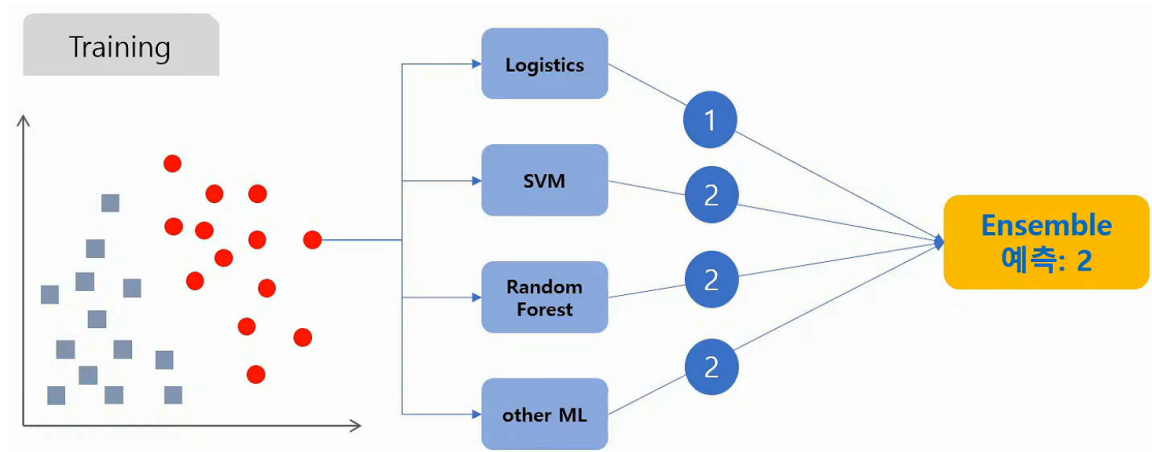 Training
Logistics
1
SVM
2
Random
Forest
2
other ML
2
Ensemble
예측: 2